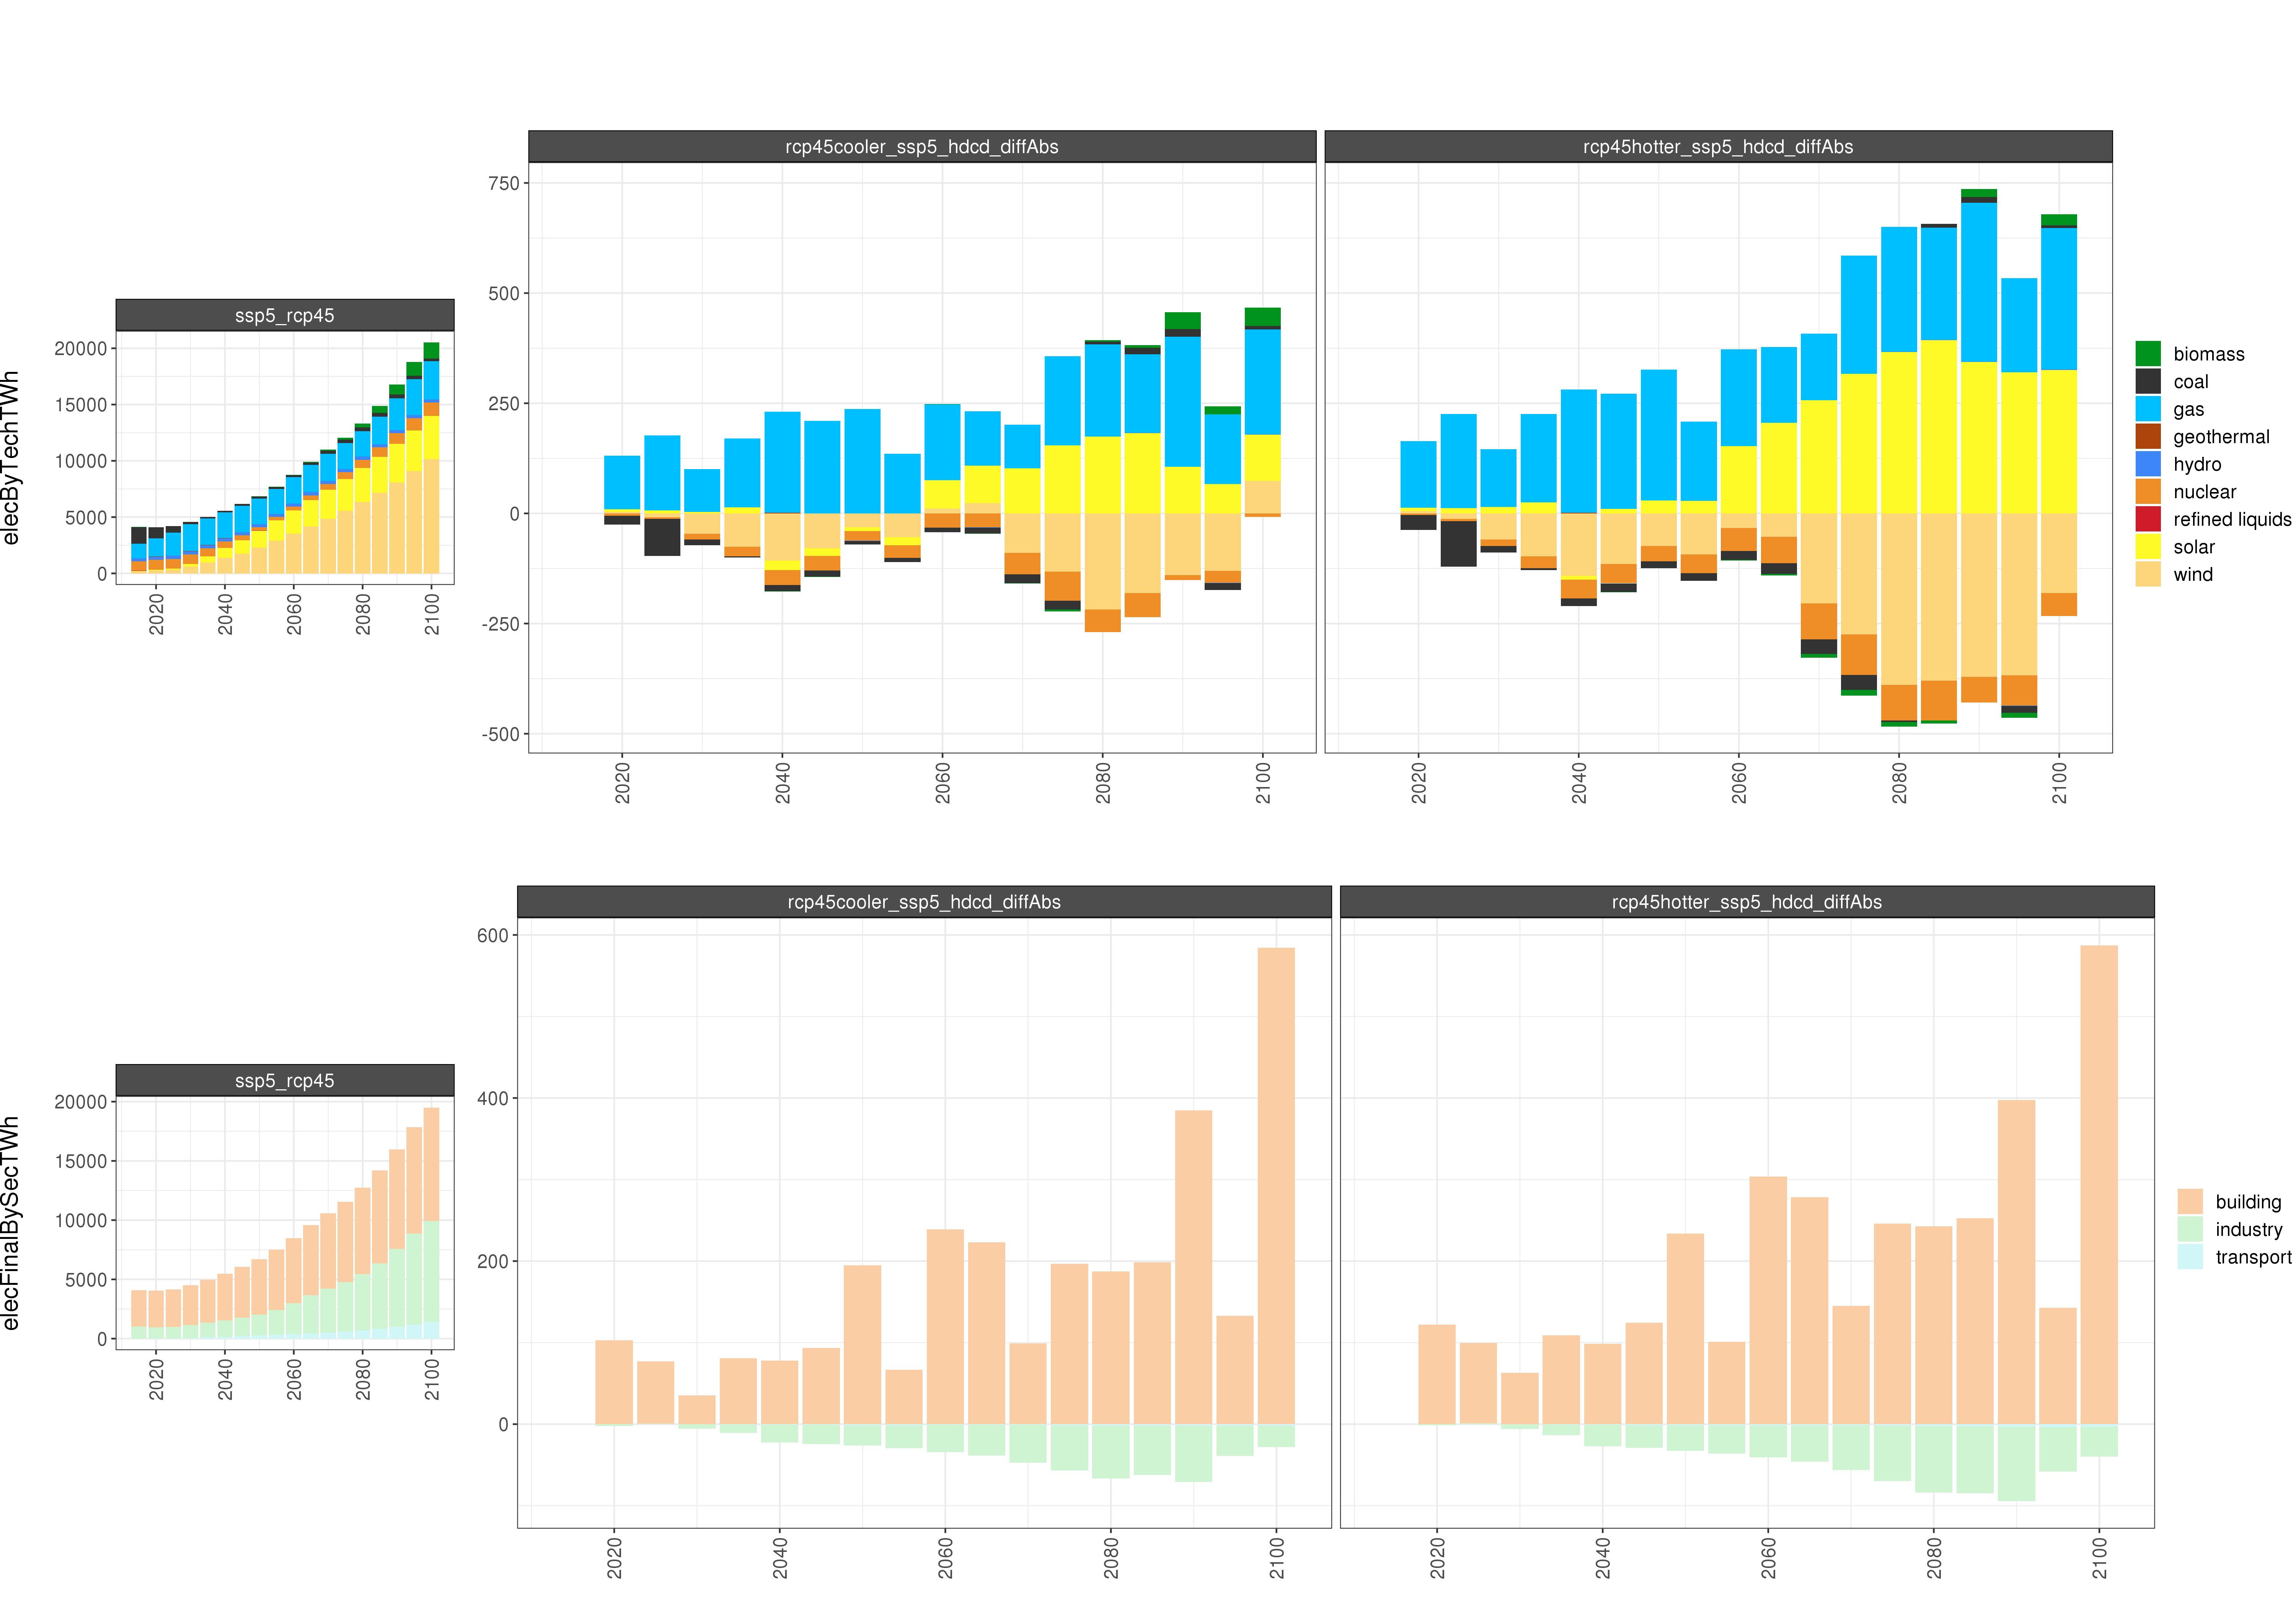 rcp45cooler_ssp5_hdcd_diffAbs
rcp45hotter_ssp5_hdcd_diffAbs
ssp5_rcp45
elecByTechTWh
20000
15000
10000
5000
0
2020
2040
2060
2080
2100
750
500
250
0
-250
-500
2020
2040
2060
2080
2100
2020
2040
2060
2080
2100
biomass
coal
gas
geothermal
hydro
nuclear
refined liquids
solar
wind
rcp45cooler_ssp5_hdcd_diffAbs
rcp45hotter_ssp5_hdcd_diffAbs
ssp5_rcp45
elecFinalBySecTWh
20000
15000
10000
5000
0
2020
2040
2060
2080
2100
600
400
200
0
2020
2040
2060
2080
2100
2020
2040
2060
2080
2100
building
industry
transport